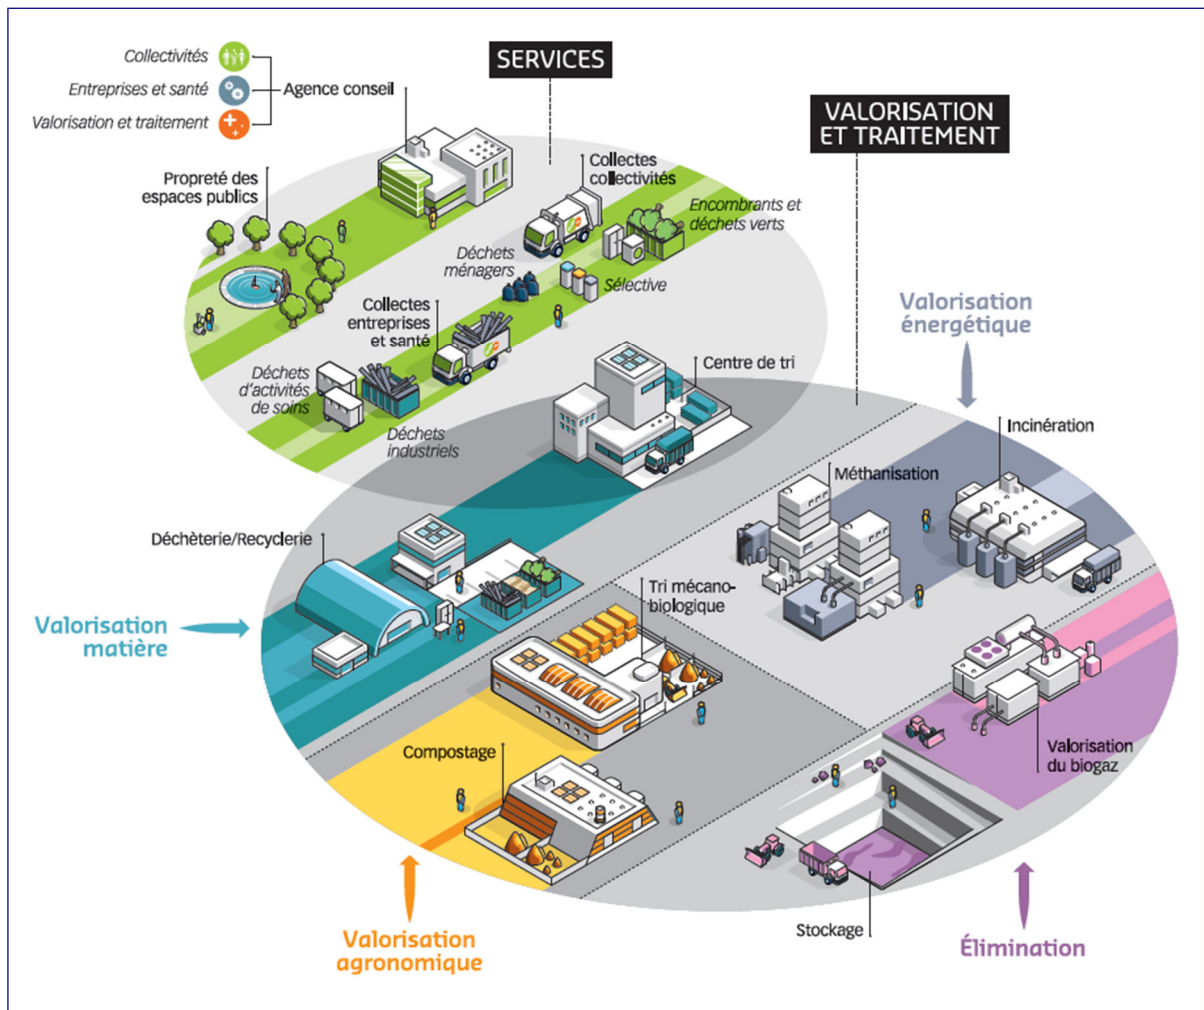 Collectivités
Entreprises et santé
Valorisation et traitement
Agence conseil
SERVICES
VALORISATION
ET TRAITEMENT
Propreté des
espaces publics
Collectes
collectivités
Encombrants et
déchets verts
Déchets
ménagers
Sélective
Collectes
entreprises
et santé
Déchets
d'activités
de soins
Déchets
industriels
Centre de tri
Valorisation
énergétique
Incinération
Méthanisation
Déchèterie/Recyclerie
Tri mécano-
biologique
Valorisation
matière
Compostage
Valorisation
du biogaz
Stockage
Valorisation
agronomique
Élimination